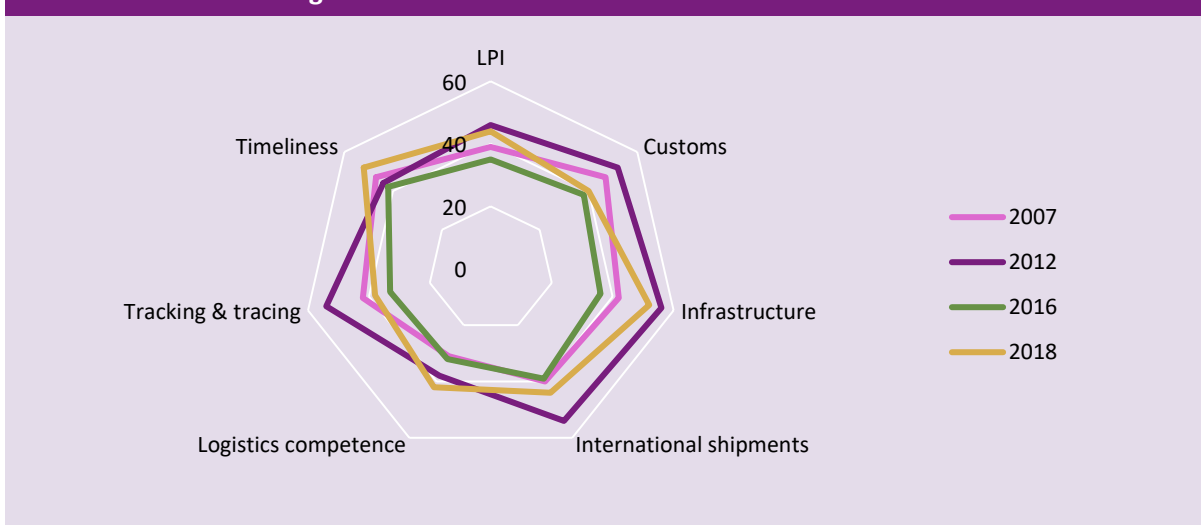 LPI
60
Timeliness
40
Customs
20
2007
0
2012
Tracking & tracing
Infrastructure
2016
2018
Logistics competence
International shipments